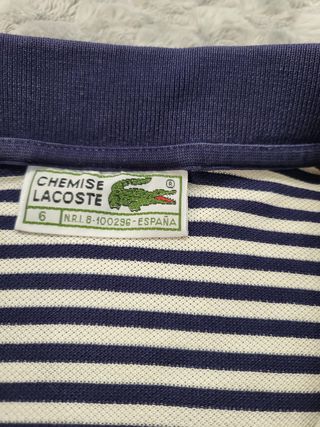 CHEMISE
LACOSTE
®
6 N.R.I. 8-100296-ESPAÑA